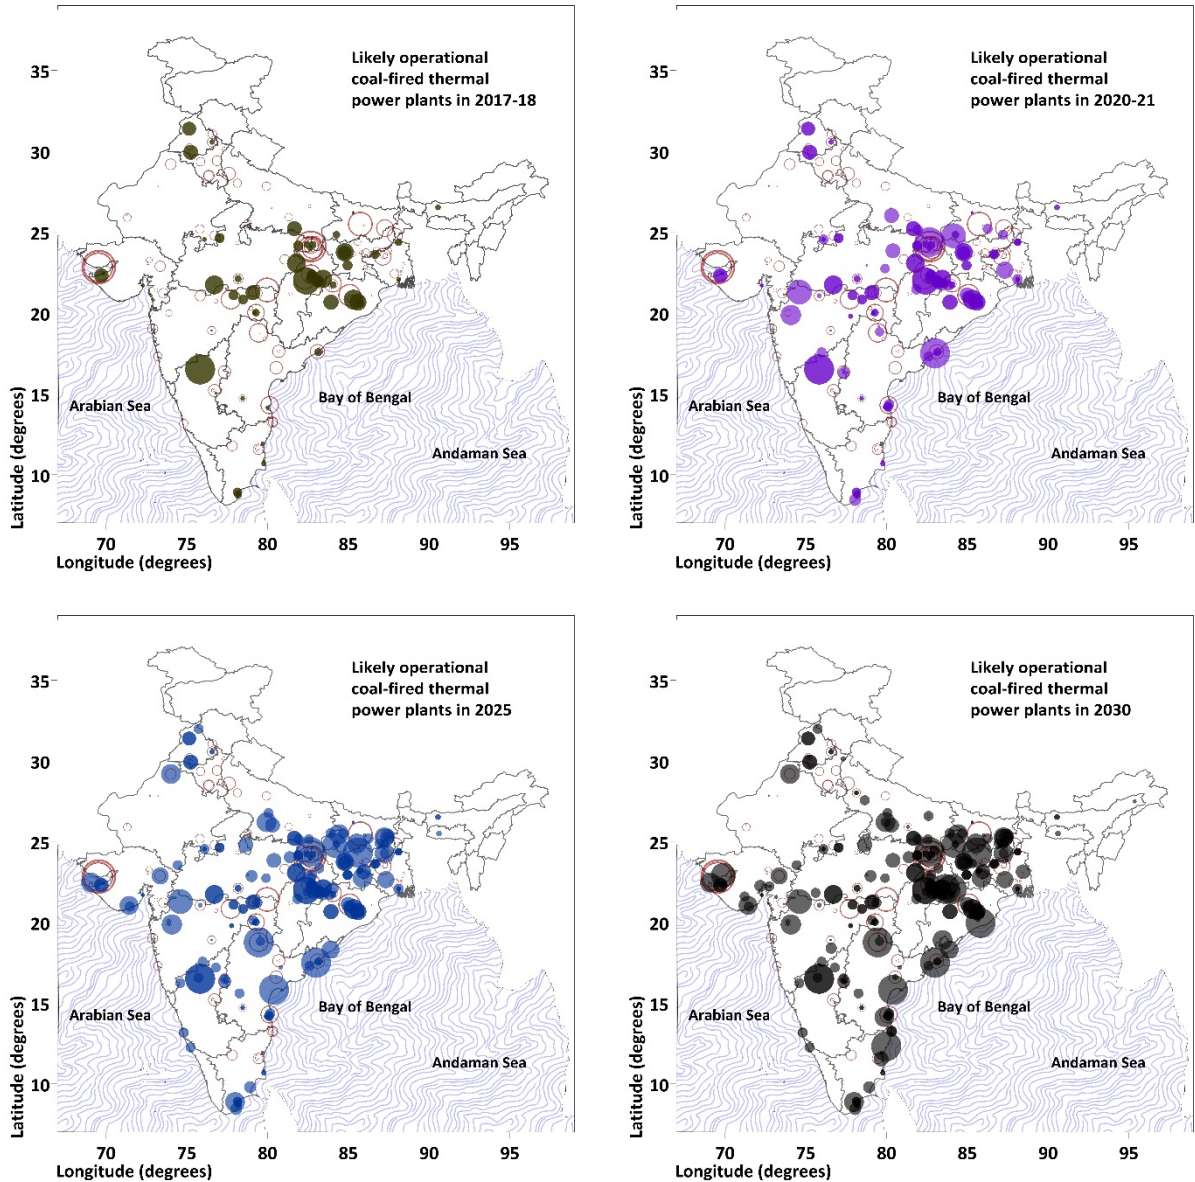 Likely operational
coal-fired thermal
power plants in 2017-18
35
30
25
20
15
10
Latitude (degrees)
Arabian Sea
Bay of Bengal
Andaman Sea
70 75 80 85 90 95
Longitude (degrees)
Likely operational
coal-fired thermal
power plants in 2020-21
35
30
25
20
15
10
Latitude (degrees)
Arabian Sea
Bay of Bengal
Andaman Sea
70 75 80 85 90 95
Longitude (degrees)
Likely operational
coal-fired thermal
power plants in 2025
35
30
25
20
15
10
Latitude (degrees)
Arabian Sea
Bay of Bengal
Andaman Sea
70 75 80 85 90 95
Longitude (degrees)
Likely operational
coal-fired thermal
power plants in 2030
35
30
25
20
15
10
Latitude (degrees)
Arabian Sea
Bay of Bengal
Andaman Sea
70 75 80 85 90 95
Longitude (degrees)